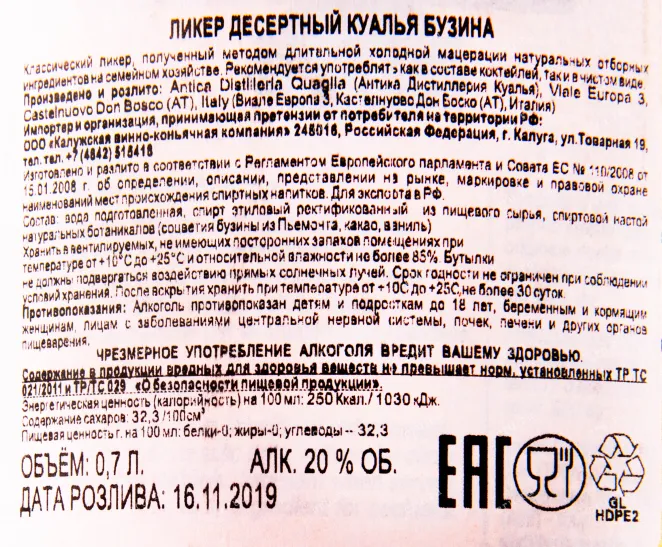 ЛИКЕР ДЕСЕРТНЫЙ КУАЛЬЯ БУЗИНА
Классический ликер, полученный методом длительной холодной мацерации натуральных отборных
ингредиентов на семейном хозяйстве. Рекомендуется употреблять как в составе коктейлей, так и в чистом виде
Произведено и розлито: Antica Distilleria Quaglia (Антика Дистиллерия Куалья), Viale Europa 3,
Castelnuovo Don Bosco (AT), Italy (Виале Европа 3, Кастелнуово Дон Боско (АТ), Италия)
Импортер и организация, принимающая претензии от потребителя на территории РФ:
ООО «Калужская винно-коньячная компания» 248016, Российская Федерация, г. Калуга, ул.Товарная 19,
тел. тел. +7 (4842) 518418
Изготовлено и разлито в соответствии с Регламентом Европейского парламента и Совета ЕС № 110/2008 от
15.01.2008 г. об определении, описании, представлении на рынке, маркировке и правовой охране
наименований мест происхождения спиртных напитков. Для экспорта в РФ.
Состав: вода подготовленная, спирт этиловый ректификованный из пищевого сырья, спиртовой настой
натуральных ботаникалов (соцветия бузины из Пьемонта, какао, ваниль)
Хранить в вентилируемых, не имеющих посторонних запахов помещениях при
температуре от +10°С до +25°С и относительной влажности не более 85%. Бутылки
не должны подвергаться воздействию прямых солнечных лучей. Срок годности не ограничен при соблюдении
условий хранения. После вскрытия хранить при температуре от +10С до +25С, не более 30 суток.
Противопоказания: Алкоголь противопоказан детям и подросткам до 18 лет, беременным и кормящим
женщинам, лицам с заболеваниями центральной нервной системы, почек, печени и других органов
пищеварения.
ЧРЕЗМЕРНОЕ УПОТРЕБЛЕНИЕ АЛКОГОЛЯ ВРЕДИТ ВАШЕМУ ЗДОРОВЬЮ.
Содержание в продукции вредных для здоровья веществ не превышает норм, установленных ТР ТС
021/2011 и ТР/ТС 029 «О безопасности пищевой продукции».
Энергетическая ценность (калорийность) на 100 мл: 250 Ккал./ 1030 кДж.
Содержание сахаров: 32,3 /100см³
Пищевая ценность г. на 100 мл: белки-0; жиры-0; углеводы -- 32,3
ОБЪЁМ: 0,7 Л. АЛК. 20 % ОБ.
ДАТА РОЗЛИВА: 16.11.2019
EAC
GL
HDPE2